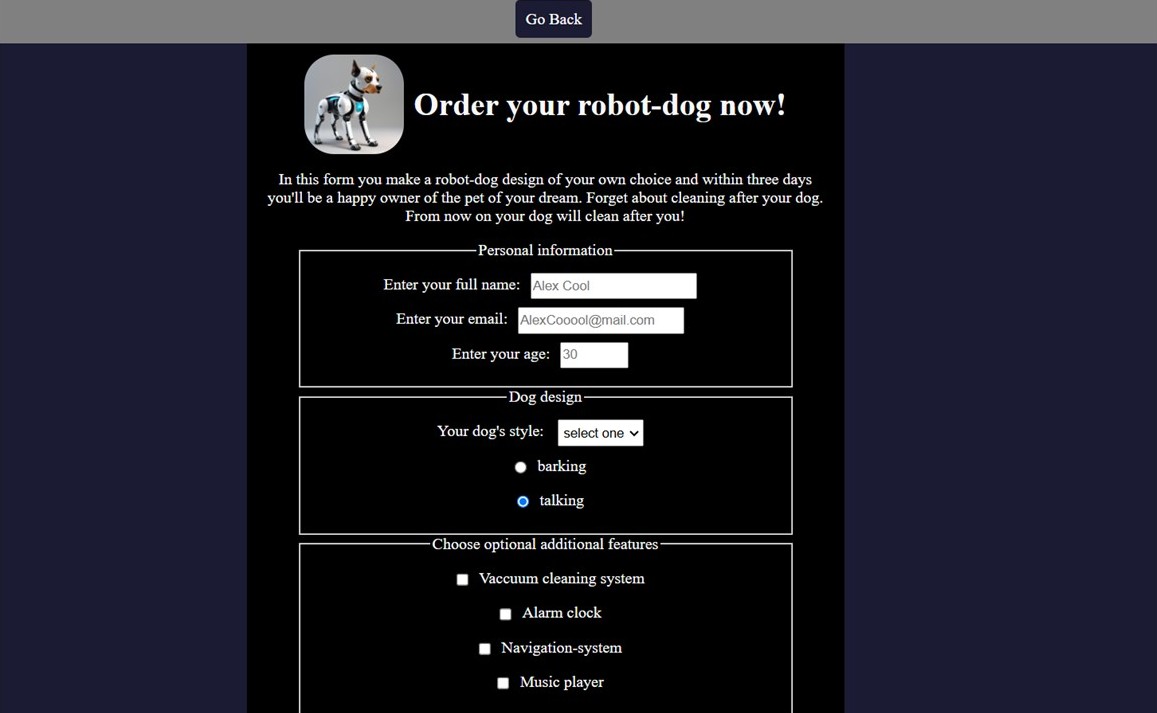 Go Back
Order your robot-dog now!
In this form you make a robot-dog design of your own choice and within three days
you'll be a happy owner of the pet of your dream. Forget about cleaning after your dog.
From now on your dog will clean after you!
Personal information
Enter your full name: Alex Cool
Enter your email: AlexCooool@mail.com
Enter your age: 30
Dog design
Your dog's style: select one
barking
talking
Choose optional additional features
Vaccuum cleaning system
Alarm clock
Navigation-system
Music player